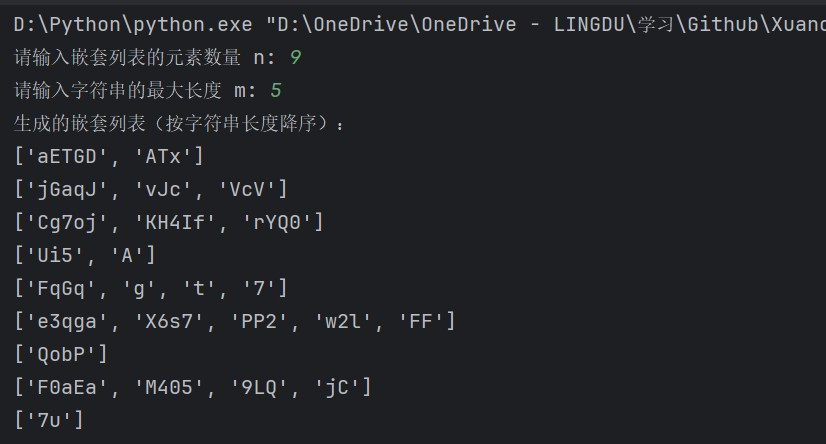 D:\Python\python.exe "D:\OneDrive\OneDrive - LINGDU\学习\Github\Xuanc
请输入嵌套列表的元素数量 n: 9
请输入字符串的最大长度 m: 5
生成的嵌套列表（按字符串长度降序）：
['aETGD', 'ATx']
['jGaqJ', 'vJc', 'VcV']
['Cg7oj', 'KH4If', 'rYQ0']
['Ui5', 'A']
['FqGq', 'g', 't', '7']
['e3qga', 'X6s7', 'PP2', 'w2l', 'FF']
['QobP']
['F0aEa', 'M405', '9LQ', 'jC']
['7u']